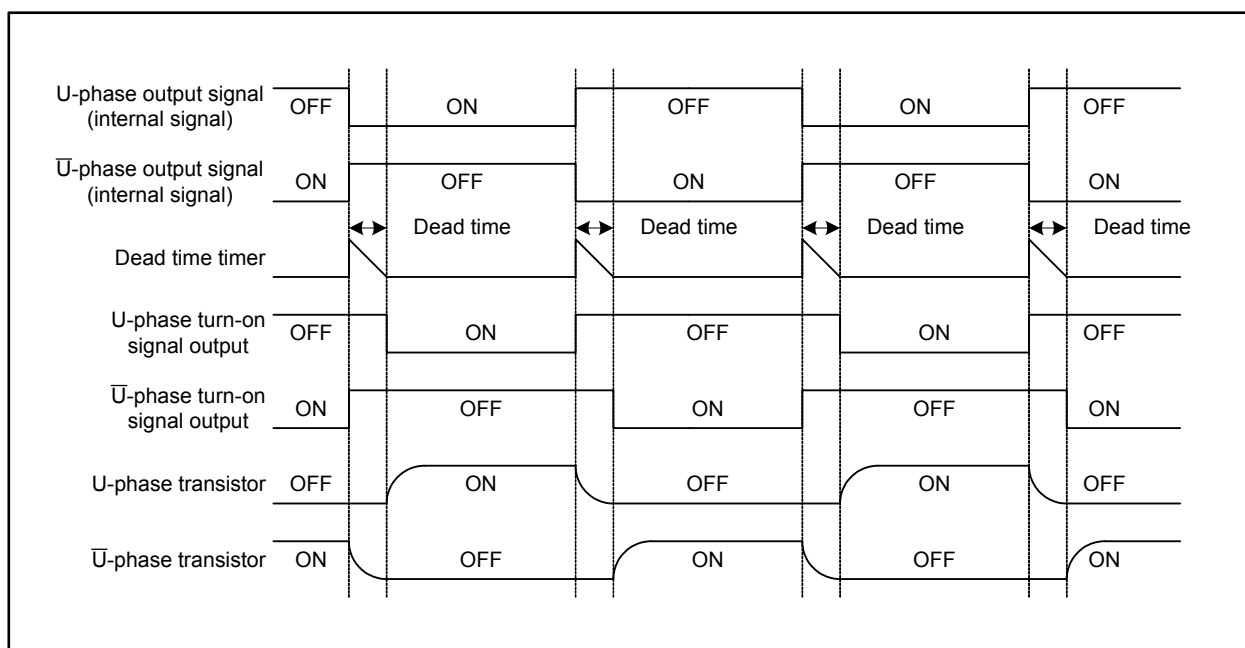 U-phase output signal
(internal signal)
OFF ON OFF ON OFF
U̅-phase output signal
(internal signal)
ON OFF ON OFF ON
Dead time Dead time Dead time Dead time
Dead time timer
U-phase turn-on
signal output
OFF ON OFF ON OFF
U̅-phase turn-on
signal output
ON OFF ON OFF ON
U-phase transistor OFF ON OFF ON OFF
U̅-phase transistor ON OFF ON OFF ON